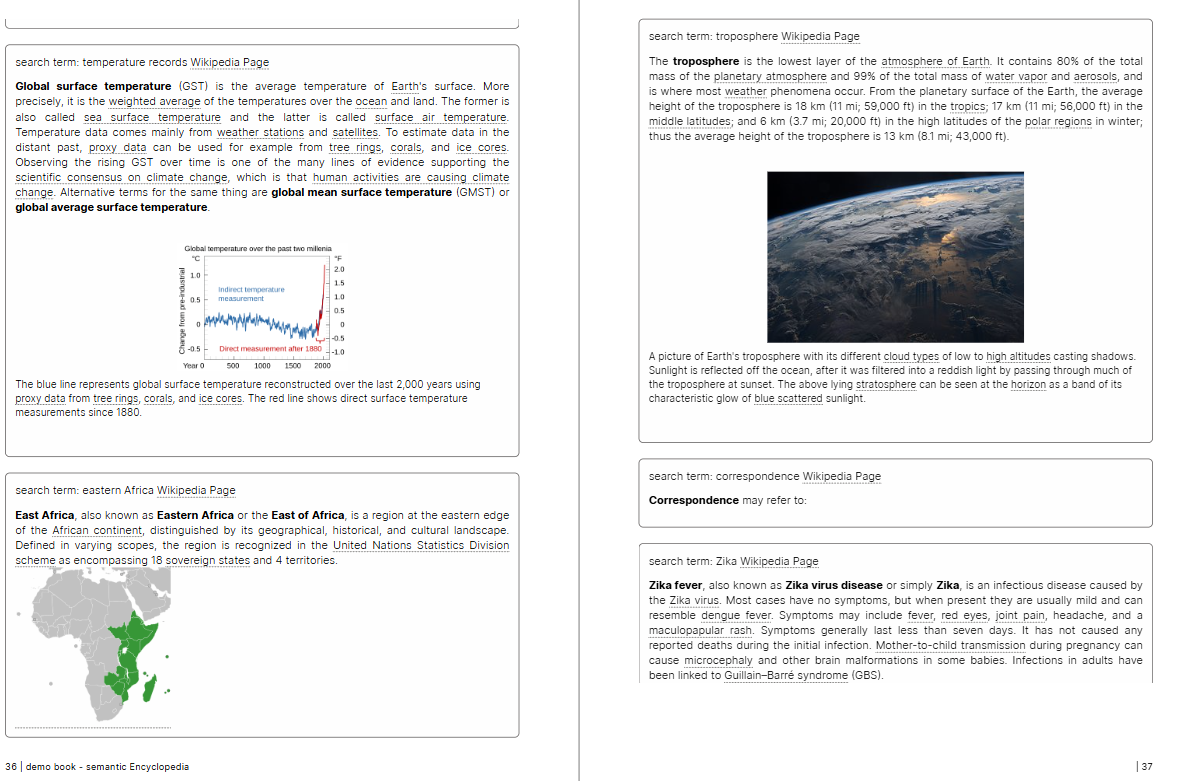 search term: temperature records Wikipedia Page
Global surface temperature (GST) is the average temperature of Earth's surface. More
precisely, it is the weighted average of the temperatures over the ocean and land. The former is
also called sea surface temperature and the latter is called surface air temperature.
Temperature data comes mainly from weather stations and satellites. To estimate data in the
distant past, proxy data can be used for example from tree rings, corals, and ice cores.
Observing the rising GST over time is one of the many lines of evidence supporting the
scientific consensus on climate change, which is that human activities are causing climate
change. Alternative terms for the same thing are global mean surface temperature (GMST) or
global average surface temperature.
Global temperature over the past two millenia
°C
°F
Change from pre-industrial
1.0
0.5
0
-0.5
2.0
1.5
1.0
0.5
0
-0.5
-1.0
Indirect temperature
measurement
Direct measurement after 1880
Year 0 500 1000 1500 2000
The blue line represents global surface temperature reconstructed over the last 2,000 years using
proxy data from tree rings, corals, and ice cores. The red line shows direct surface temperature
measurements since 1880.
search term: eastern Africa Wikipedia Page
East Africa, also known as Eastern Africa or the East of Africa, is a region at the eastern edge
of the African continent, distinguished by its geographical, historical, and cultural landscape.
Defined in varying scopes, the region is recognized in the United Nations Statistics Division
scheme as encompassing 18 sovereign states and 4 territories.
36 | demo book - semantic Encyclopedia
search term: troposphere Wikipedia Page
The troposphere is the lowest layer of the atmosphere of Earth. It contains 80% of the total
mass of the planetary atmosphere and 99% of the total mass of water vapor and aerosols, and
is where most weather phenomena occur. From the planetary surface of the Earth, the average
height of the troposphere is 18 km (11 mi; 59,000 ft) in the tropics; 17 km (11 mi; 56,000 ft) in the
middle latitudes; and 6 km (3.7 mi; 20,000 ft) in the high latitudes of the polar regions in winter;
thus the average height of the troposphere is 13 km (8.1 mi; 43,000 ft).
A picture of Earth's troposphere with its different cloud types of low to high altitudes casting shadows.
Sunlight is reflected off the ocean, after it was filtered into a reddish light by passing through much of
the troposphere at sunset. The above lying stratosphere can be seen at the horizon as a band of its
characteristic glow of blue scattered sunlight.
search term: correspondence Wikipedia Page
Correspondence may refer to:
search term: Zika Wikipedia Page
Zika fever, also known as Zika virus disease or simply Zika, is an infectious disease caused by
the Zika virus. Most cases have no symptoms, but when present they are usually mild and can
resemble dengue fever. Symptoms may include fever, red eyes, joint pain, headache, and a
maculopapular rash. Symptoms generally last less than seven days. It has not caused any
reported deaths during the initial infection. Mother-to-child transmission during pregnancy can
cause microcephaly and other brain malformations in some babies. Infections in adults have
been linked to Guillain–Barré syndrome (GBS).
| 37